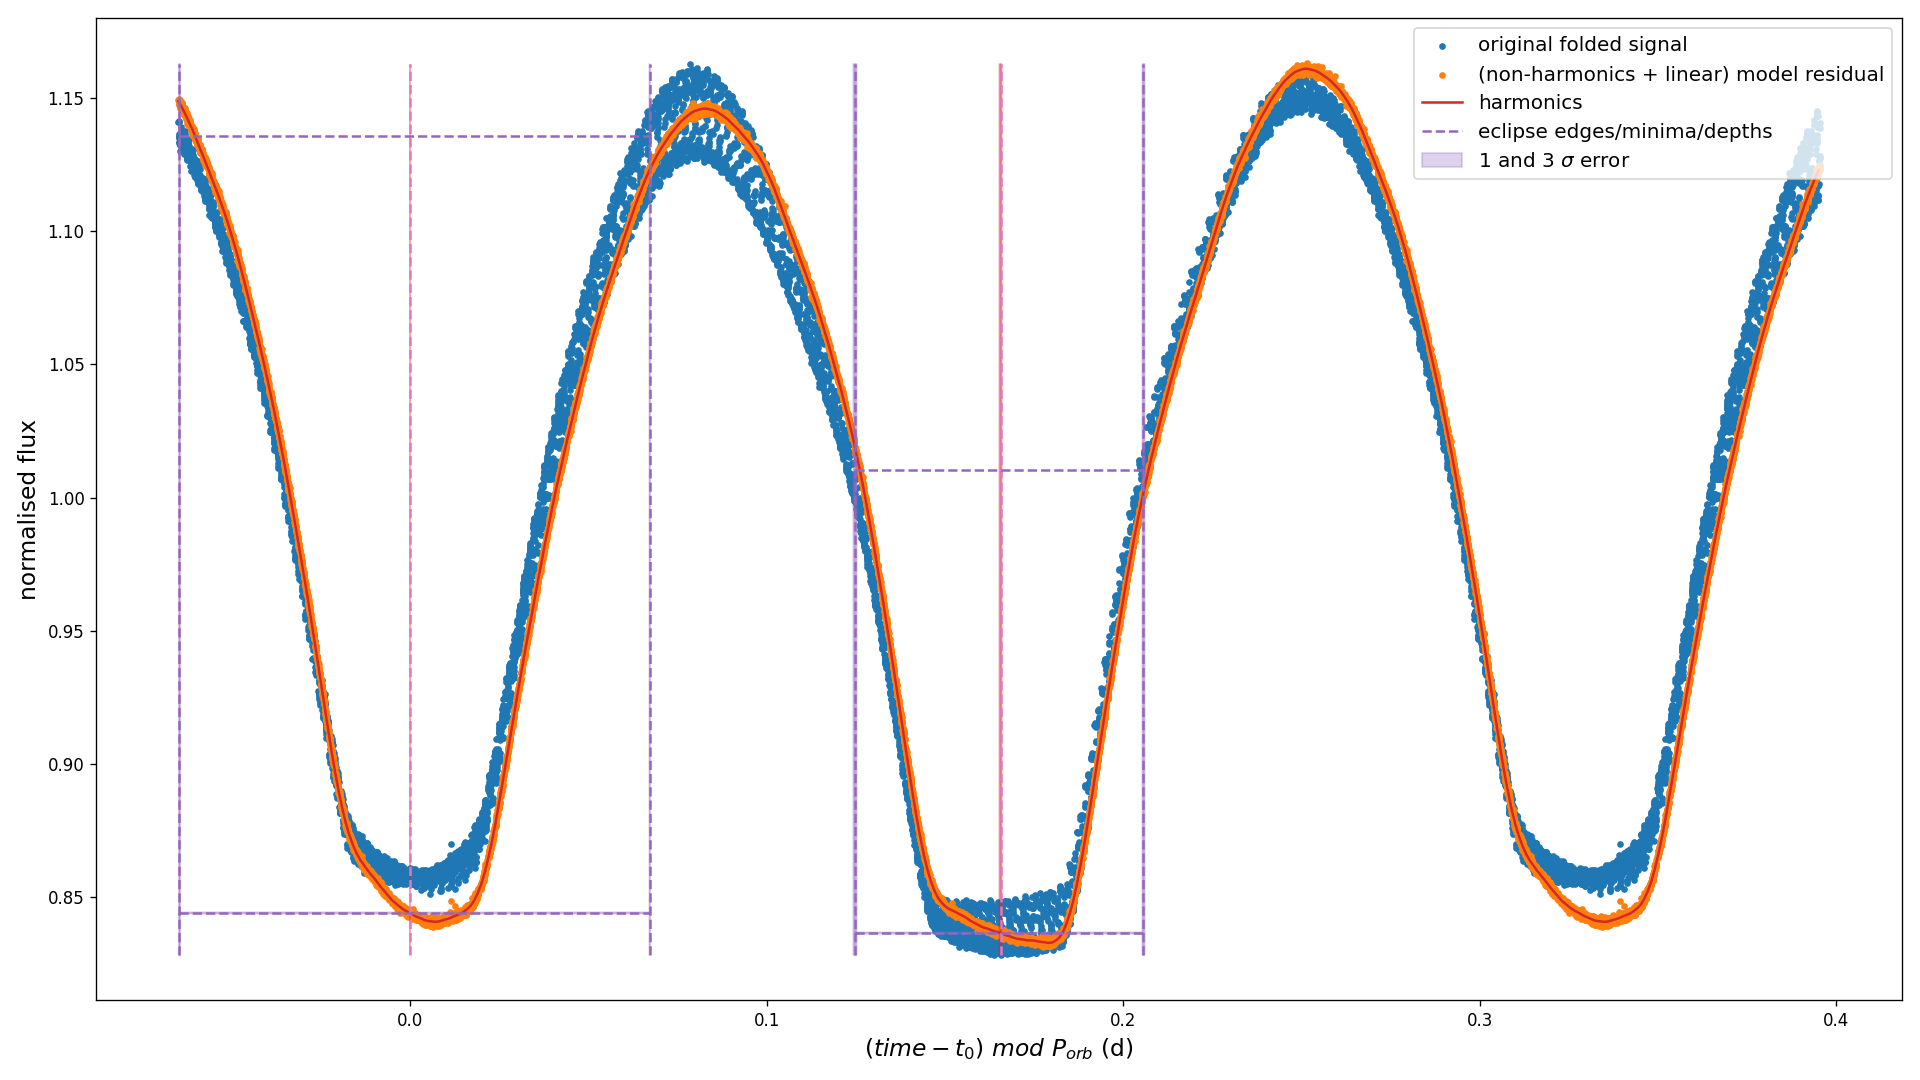 normalised flux
1.15
1.10
1.05
1.00
0.95
0.90
0.85
original folded signal
(non-harmonics + linear) model residual
harmonics
eclipse edges/minima/depths
1 and 3 σ error
0.0 0.1 0.2 0.3 0.4
(time − t₀) mod P_orb (d)